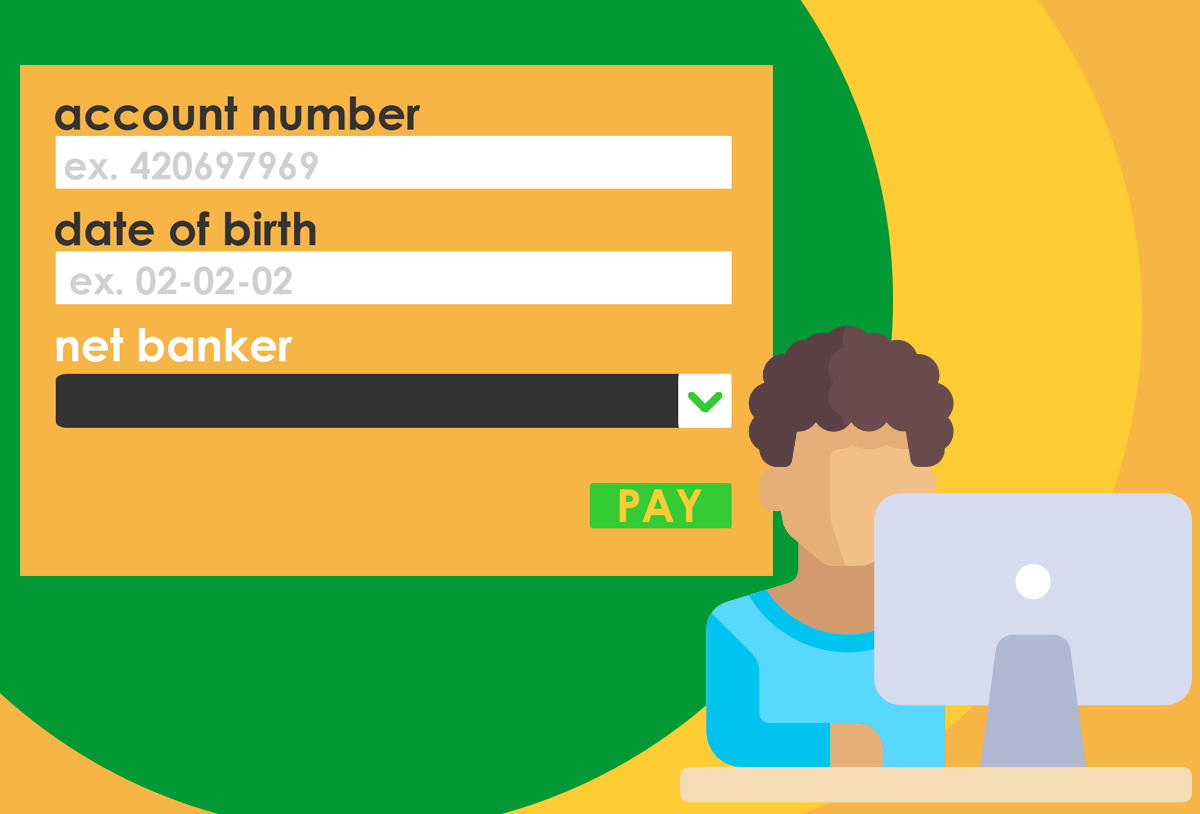 account number
ex. 420697969
date of birth
ex. 02-02-02
net banker
PAY